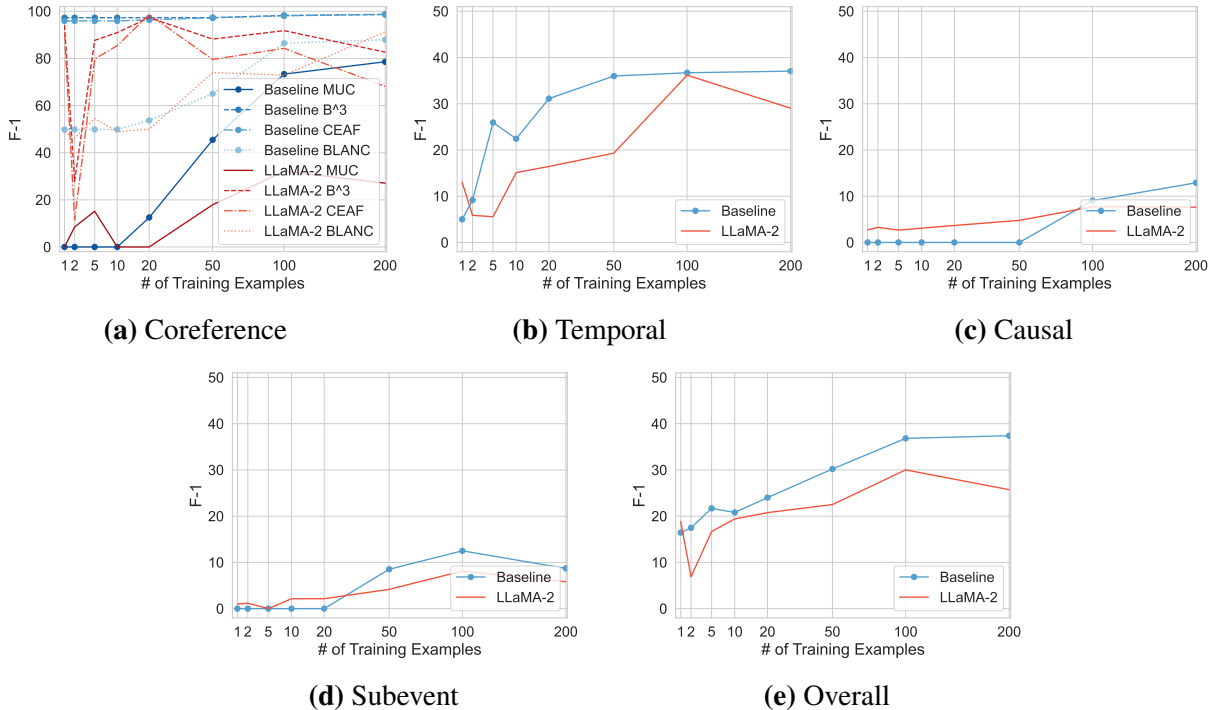 100
80
60
40
20
0
F-1
Baseline MUC
Baseline B^3
Baseline CEAF
Baseline BLANC
LLaMA-2 MUC
LLaMA-2 B^3
LLaMA-2 CEAF
LLaMA-2 BLANC
1 2 5 10 20 50 100 200
# of Training Examples
(a) Coreference
50
40
30
20
10
0
F-1
Baseline
LLaMA-2
1 2 5 10 20 50 100 200
# of Training Examples
(b) Temporal
50
40
30
20
10
0
F-1
Baseline
LLaMA-2
1 2 5 10 20 50 100 200
# of Training Examples
(c) Causal
50
40
30
20
10
0
F-1
Baseline
LLaMA-2
1 2 5 10 20 50 100 200
# of Training Examples
(d) Subevent
50
40
30
20
10
0
F-1
Baseline
LLaMA-2
1 2 5 10 20 50 100 200
# of Training Examples
(e) Overall